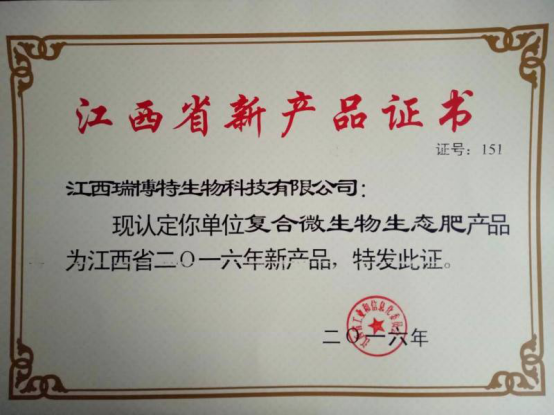 江西省新产品证书
证号：151
江西瑞博特生物科技有限公司：
现认定你单位复合微生物生态肥产品
为江西省二〇一六年新产品，特发此证。
二〇一六年